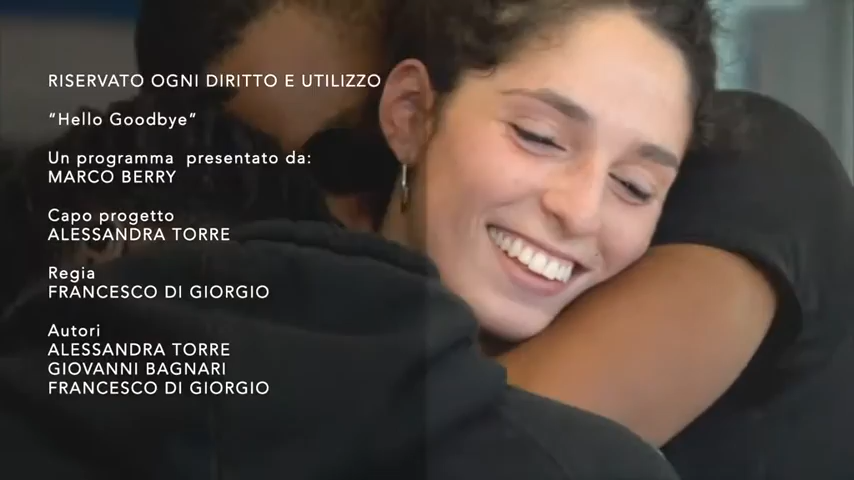 RISERVATO OGNI DIRITTO E UTILIZZO
“Hello Goodbye”
Un programma presentato da:
MARCO BERRY
Capo progetto
ALESSANDRA TORRE
Regia
FRANCESCO DI GIORGIO
Autori
ALESSANDRA TORRE
GIOVANNI BAGNARI
FRANCESCO DI GIORGIO